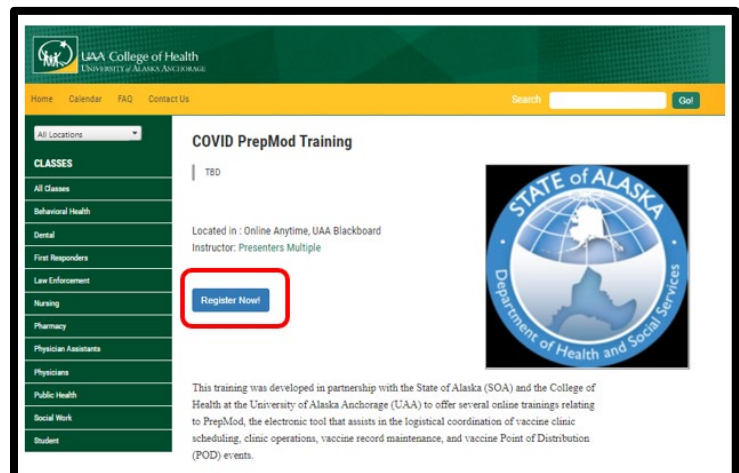 UAA College of Health
UNIVERSITY of ALASKA ANCHORAGE
Home Calendar FAQ Contact Us Search Go!
All Locations
CLASSES
All Classes
Behavioral Health
Dental
First Responders
Law Enforcement
Nursing
Pharmacy
Physician Assistants
Physicians
Public Health
Social Work
Student
COVID PrepMod Training
TBD
Located in : Online Anytime, UAA Blackboard
Instructor: Presenters Multiple
Register Now!
STATE of ALASKA
Department of Health and Social Services
This training was developed in partnership with the State of Alaska (SOA) and the College of
Health at the University of Alaska Anchorage (UAA) to offer several online trainings relating
to PrepMod, the electronic tool that assists in the logistical coordination of vaccine clinic
scheduling, clinic operations, vaccine record maintenance, and vaccine Point of Distribution
(POD) events.